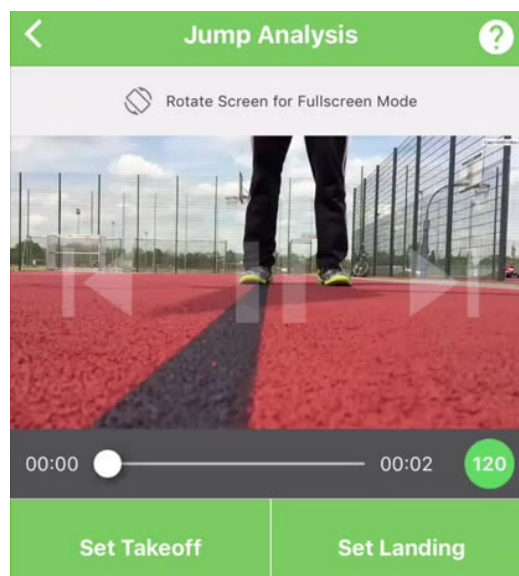 Jump Analysis
?
Rotate Screen for Fullscreen Mode
00:00
00:02
120
Set Takeoff
Set Landing